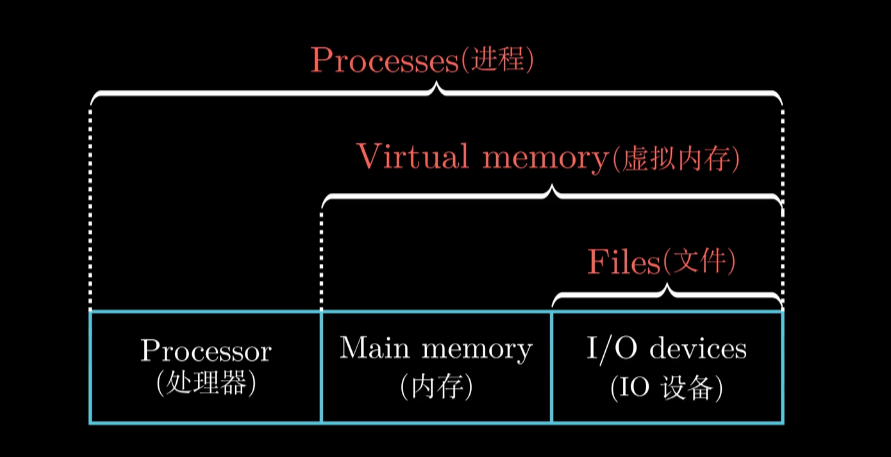 Processes(进程)
Virtual memory(虚拟内存)
Files(文件)
Processor
(处理器)
Main memory
(内存)
I/O devices
(IO 设备)